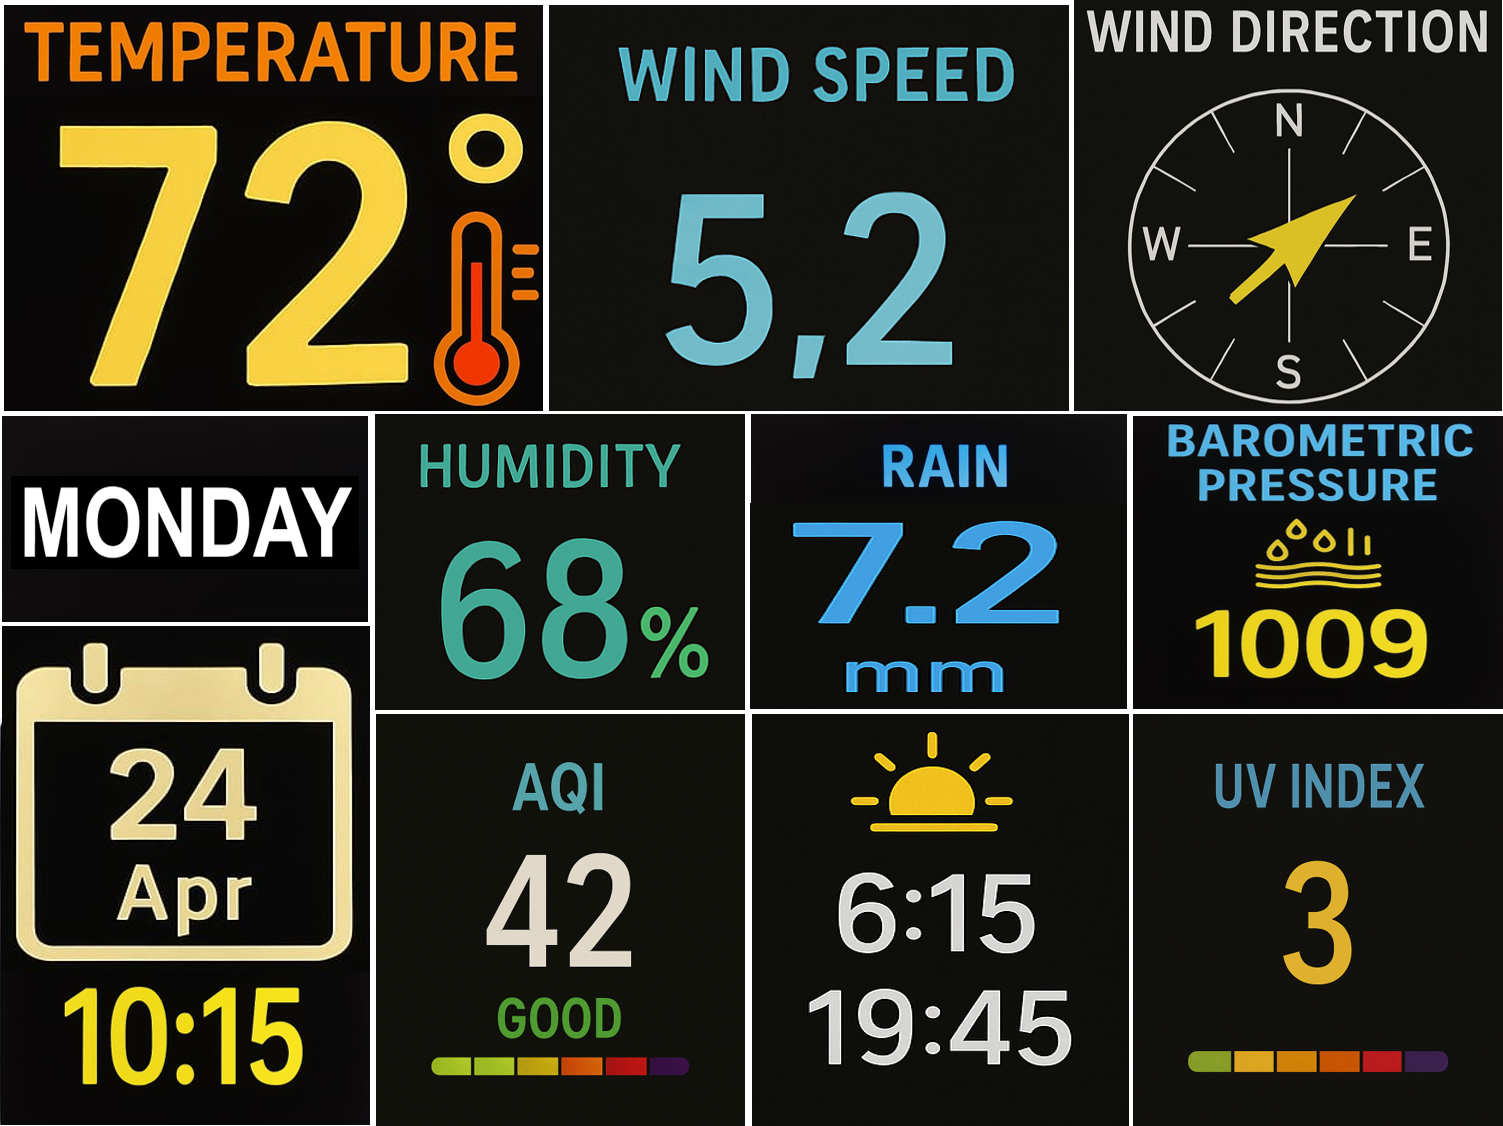 TEMPERATURE
72°
WIND SPEED
5,2
WIND DIRECTION
N
W
E
S
MONDAY
24
Apr
10:15
HUMIDITY
68%
RAIN
7.2
mm
BAROMETRIC
PRESSURE
1009
AQI
42
GOOD
6:15
19:45
UV INDEX
3